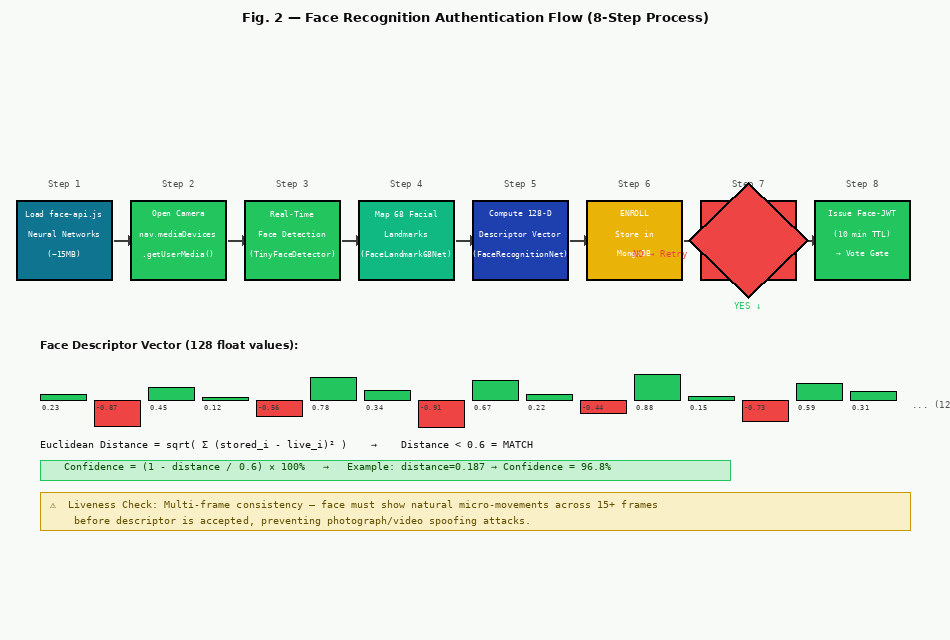 Fig. 2 — Face Recognition Authentication Flow (8-Step Process)
Step 1
Step 2
Step 3
Step 4
Step 5
Step 6
Step 7
Step 8
Load face-api.js
Neural Networks
(~15MB)
Open Camera
nav.mediaDevices
.getUserMedia()
Real-Time
Face Detection
(TinyFaceDetector)
Map 68 Facial
Landmarks
(FaceLandmark68Net)
Compute 128-D
Descriptor Vector
(FaceRecognitionNet)
ENROLL
Store in
MongoDB
NO → Retry
Issue Face-JWT
(10 min TTL)
→ Vote Gate
YES ↓
Face Descriptor Vector (128 float values):
0.23
-0.87
0.45
0.12
-0.56
0.78
0.34
-0.91
0.67
0.22
-0.44
0.88
0.15
-0.73
0.59
0.31
... (12
Euclidean Distance = sqrt( Σ (stored_i - live_i)² )    →    Distance < 0.6 = MATCH
Confidence = (1 - distance / 0.6) x 100%   →   Example: distance=0.187 → Confidence = 96.8%
⚠ Liveness Check: Multi-frame consistency — face must show natural micro-movements across 15+ frames
before descriptor is accepted, preventing photograph/video spoofing attacks.